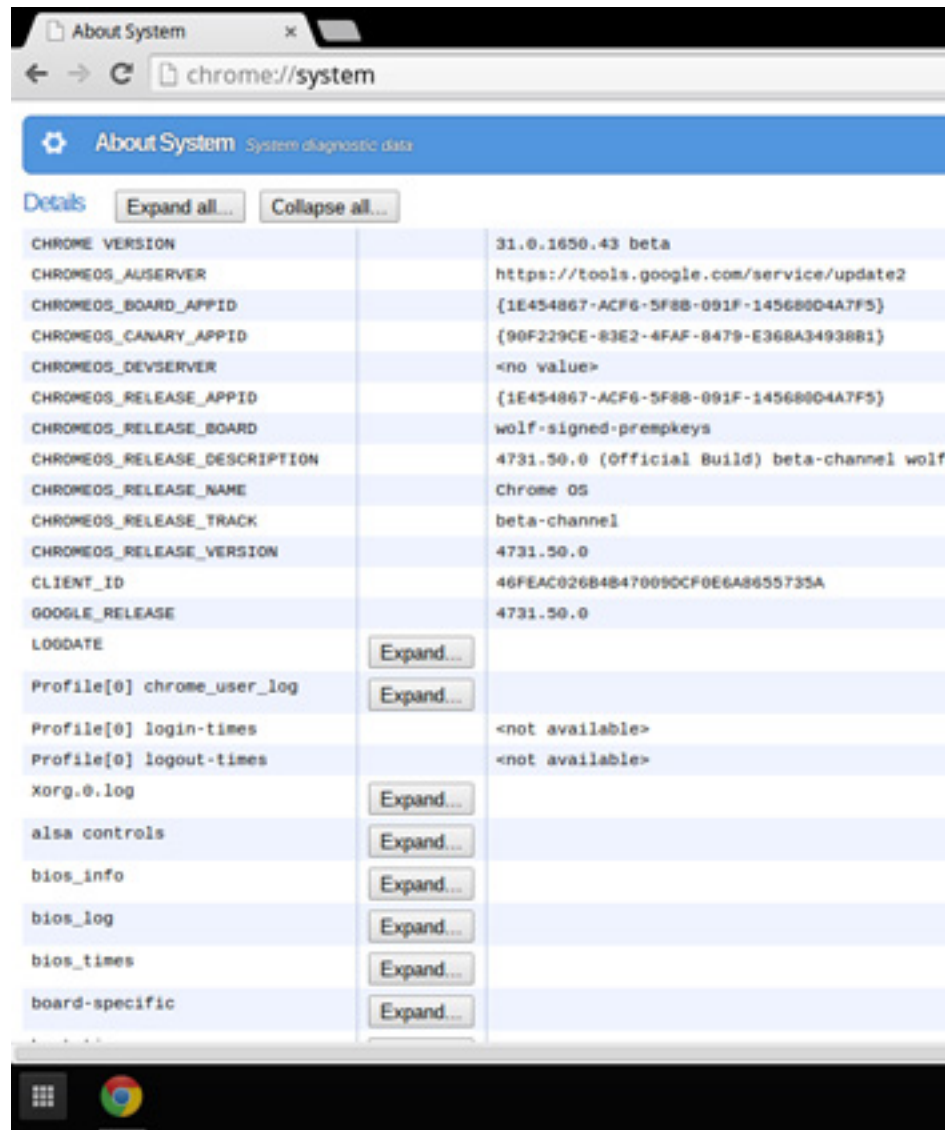 About System
chrome://system
About System System diagnostic data
Details Expand all... Collapse all...
CHROME VERSION 31.0.1650.43 beta
CHROMEOS_AUSERVER https://tools.google.com/service/update2
CHROMEOS_BOARD_APPID {1E454867-ACF6-5F8B-091F-145680D4A7F5}
CHROMEOS_CANARY_APPID {90F229CE-83E2-4FAF-8479-E368A34938B1}
CHROMEOS_DEVSERVER <no value>
CHROMEOS_RELEASE_APPID {1E454867-ACF6-5F8B-091F-145680D4A7F5}
CHROMEOS_RELEASE_BOARD wolf-signed-prempkeys
CHROMEOS_RELEASE_DESCRIPTION 4731.50.0 (Official Build) beta-channel wolf
CHROMEOS_RELEASE_NAME Chrome OS
CHROMEOS_RELEASE_TRACK beta-channel
CHROMEOS_RELEASE_VERSION 4731.50.0
CLIENT_ID 46FEAC026B4B47009DCF0E6A8655735A
GOOGLE_RELEASE 4731.50.0
LOGDATE Expand...
Profile[0] chrome_user_log Expand...
Profile[0] login-times <not available>
Profile[0] logout-times <not available>
Xorg.0.log Expand...
alsa controls Expand...
bios_info Expand...
bios_log Expand...
bios_times Expand...
board-specific Expand...